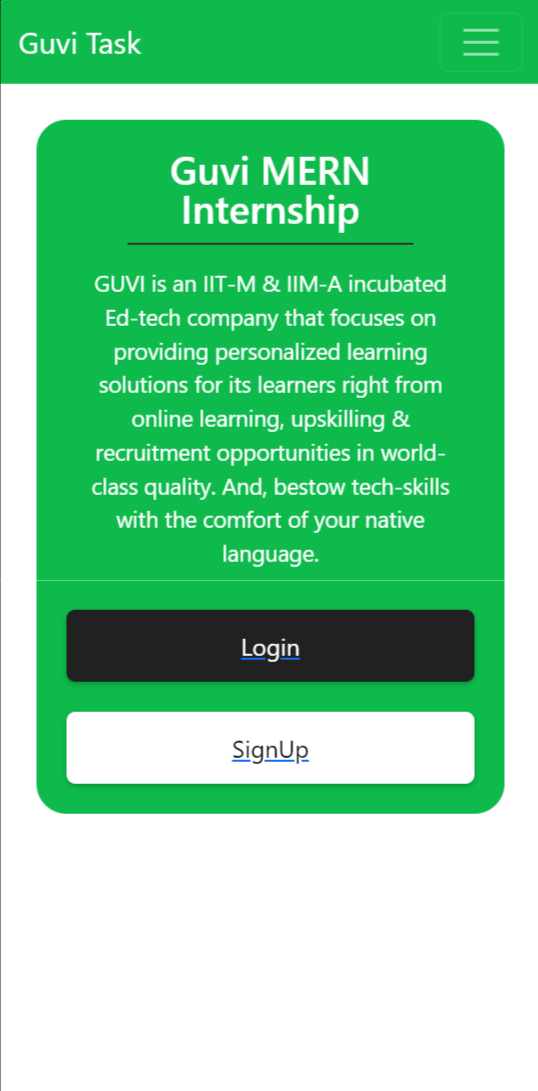 Guvi Task
Guvi MERN
Internship
GUVI is an IIT-M & IIM-A incubated
Ed-tech company that focuses on
providing personalized learning
solutions for its learners right from
online learning, upskilling &
recruitment opportunities in world-
class quality. And, bestow tech-skills
with the comfort of your native
language.
Login
SignUp